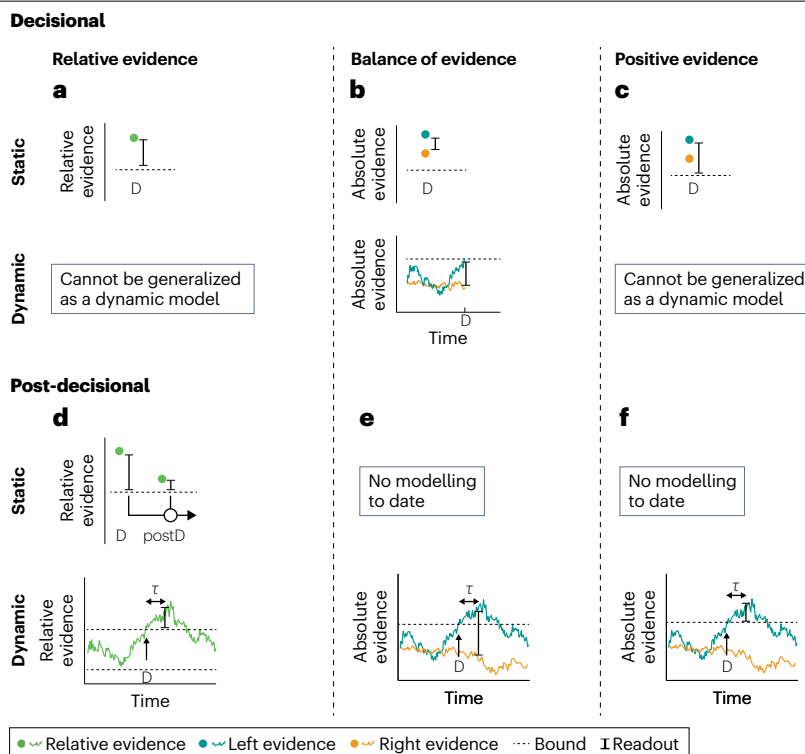 Decisional
Relative evidence
Balance of evidence
Positive evidence
a
b
c
Static
Relative
evidence
D
Absolute
evidence
D
Absolute
evidence
D
Dynamic
Cannot be generalized
as a dynamic model
Absolute
evidence
D
Time
Cannot be generalized
as a dynamic model
Post-decisional
d
e
f
Static
Relative
evidence
D
postD
No modelling
to date
No modelling
to date
Dynamic
Relative
evidence
τ
D
Time
Absolute
evidence
τ
D
Time
Absolute
evidence
τ
D
Time
Relative evidence
Left evidence
Right evidence
Bound
Readout